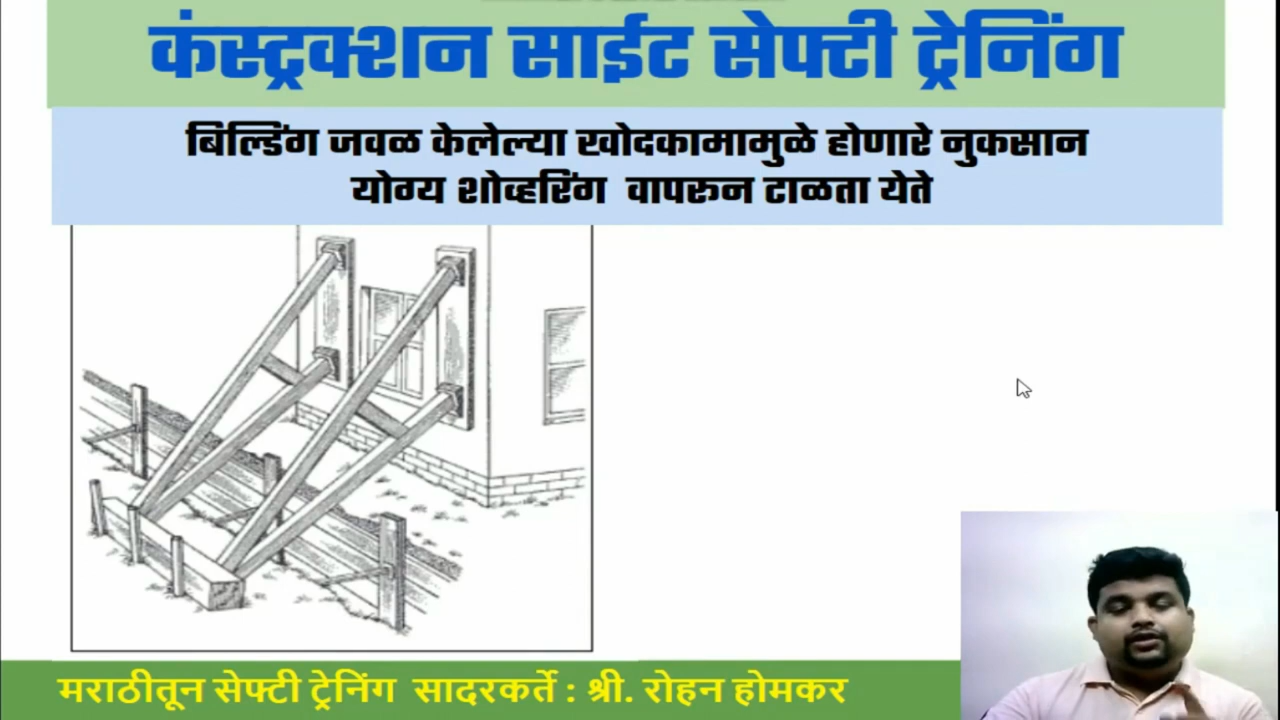 कंस्ट्रक्शन साईट सेफ्टी ट्रेनिंग
बिल्डिंग जवळ केलेल्या खोदकामामुळे होणारे नुकसान
योग्य शोव्हरिंग वापरून टाळता येते
मराठीतून सेफ्टी ट्रेनिंग सादरकर्ते : श्री. रोहन होमकर